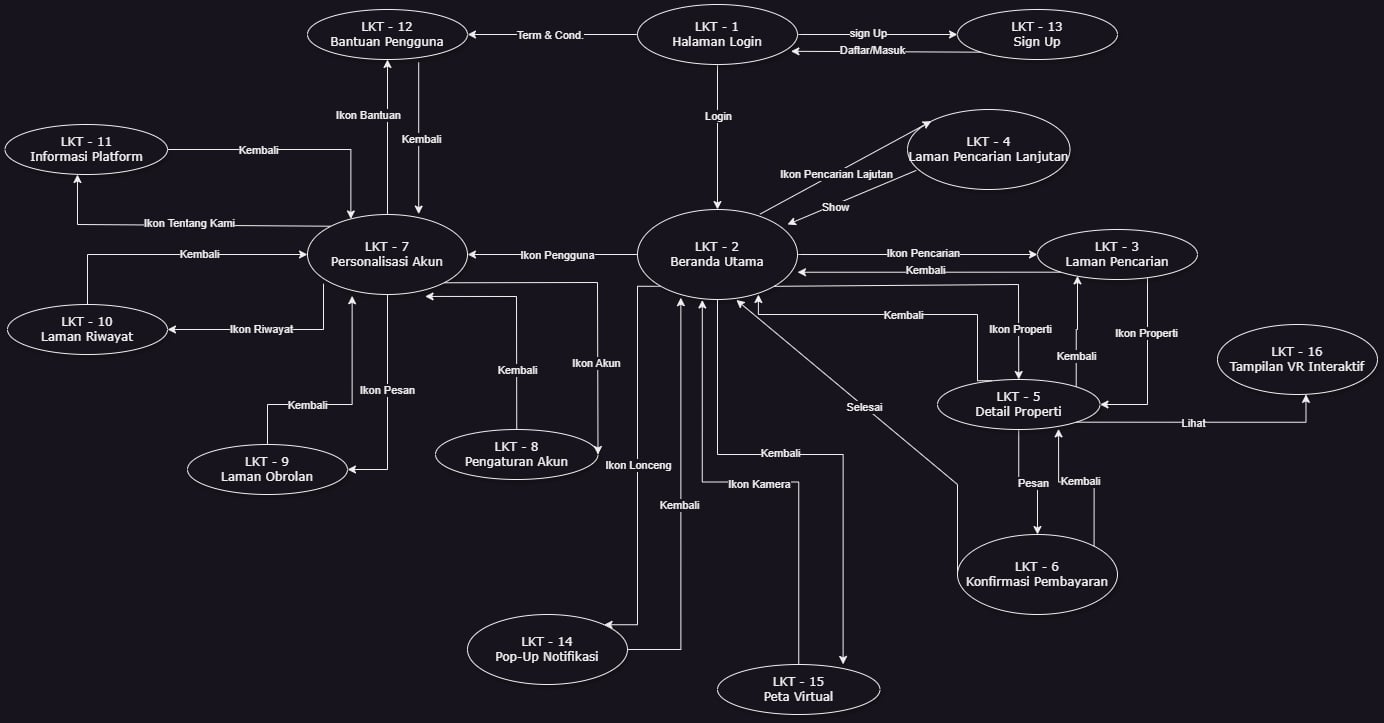 LKT - 12
Bantuan Pengguna
Term & Cond.
LKT - 1
Halaman Login
sign Up
Daftar/Masuk
LKT - 13
Sign Up
Ikon Bantuan
Kembali
Login
LKT - 11
Informasi Platform
Kembali
Ikon Tentang Kami
LKT - 4
Laman Pencarian Lanjutan
Ikon Pencarian Lajutan
Show
LKT - 7
Personalisasi Akun
Kembali
Ikon Pengguna
LKT - 2
Beranda Utama
Ikon Pencarian
Kembali
LKT - 3
Laman Pencarian
LKT - 10
Laman Riwayat
Ikon Riwayat
Kembali
Ikon Properti
Ikon Properti
Kembali
LKT - 16
Tampilan VR Interaktif
Ikon Akun
Kembali
Ikon Pesan
Kembali
LKT - 5
Detail Properti
Selesai
Lihat
LKT - 9
Laman Obrolan
LKT - 8
Pengaturan Akun
Ikon Lonceng
Kembali
Ikon Kamera
Kembali
Pesan
Kembali
LKT - 6
Konfirmasi Pembayaran
LKT - 14
Pop-Up Notifikasi
LKT - 15
Peta Virtual